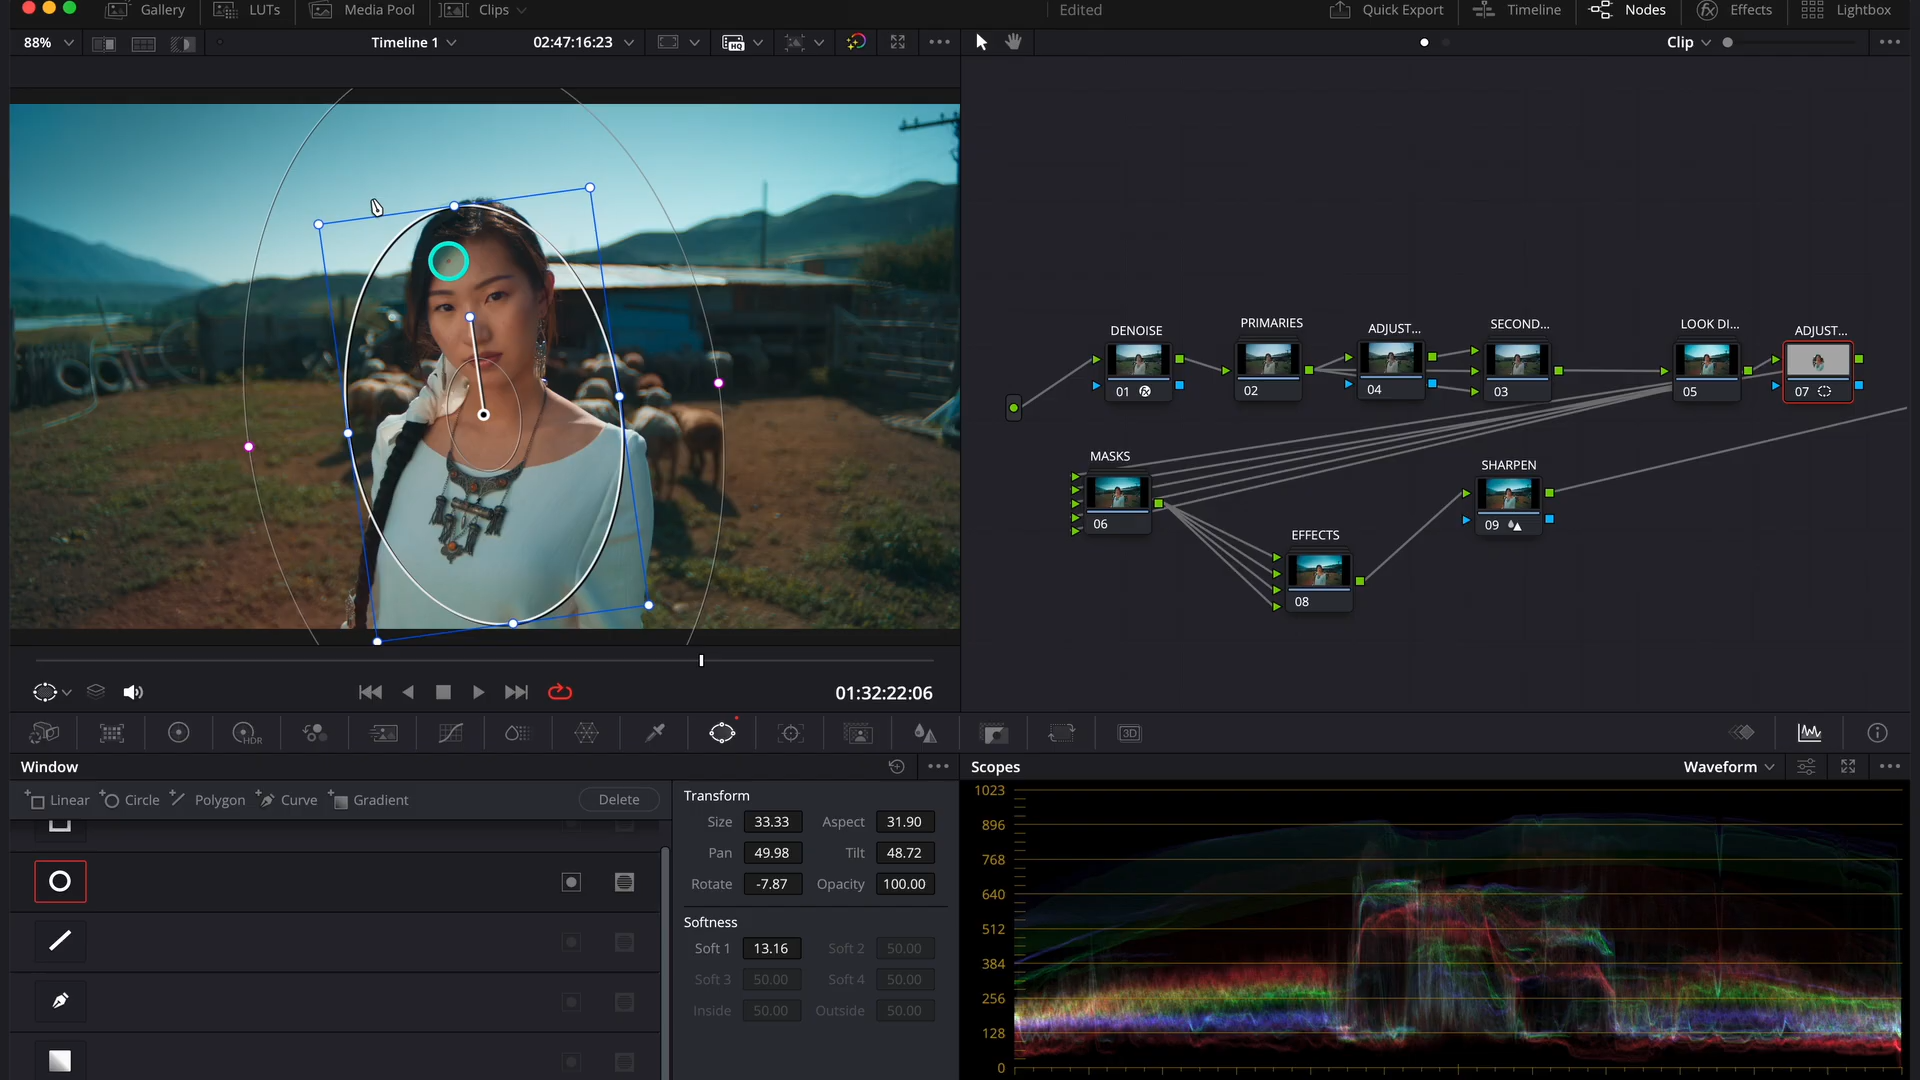 Gallery
LUTs
Media Pool
Clips
Edited
Quick Export
Timeline
Nodes
Effects
Lightbox
88%
Timeline 1
02:47:16:23
HQ
Clip
DENOISE
01
PRIMARIES
02
ADJUST...
04
SECOND...
03
LOOK DI...
05
ADJUST...
07
MASKS
06
SHARPEN
09
EFFECTS
08
01:32:22:06
HDR
3D
Window
Linear
Circle
Polygon
Curve
Gradient
Delete
Transform
Size 33.33 Aspect 31.90
Pan 49.98 Tilt 48.72
Rotate -7.87 Opacity 100.00
Softness
Soft 1 13.16 Soft 2 50.00
Soft 3 50.00 Soft 4 50.00
Inside 50.00 Outside 50.00
Scopes
Waveform
1023
896
768
640
512
384
256
128
0